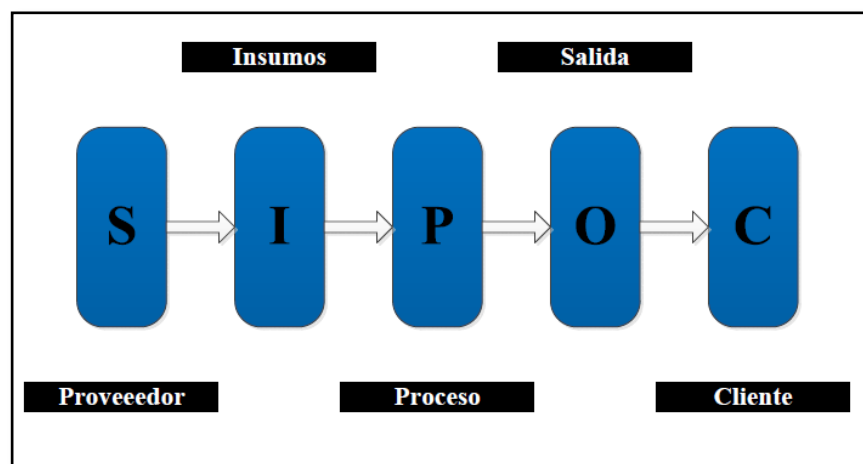 Insumos
Salida
S
I
P
O
C
Proveeedor
Proceso
Cliente